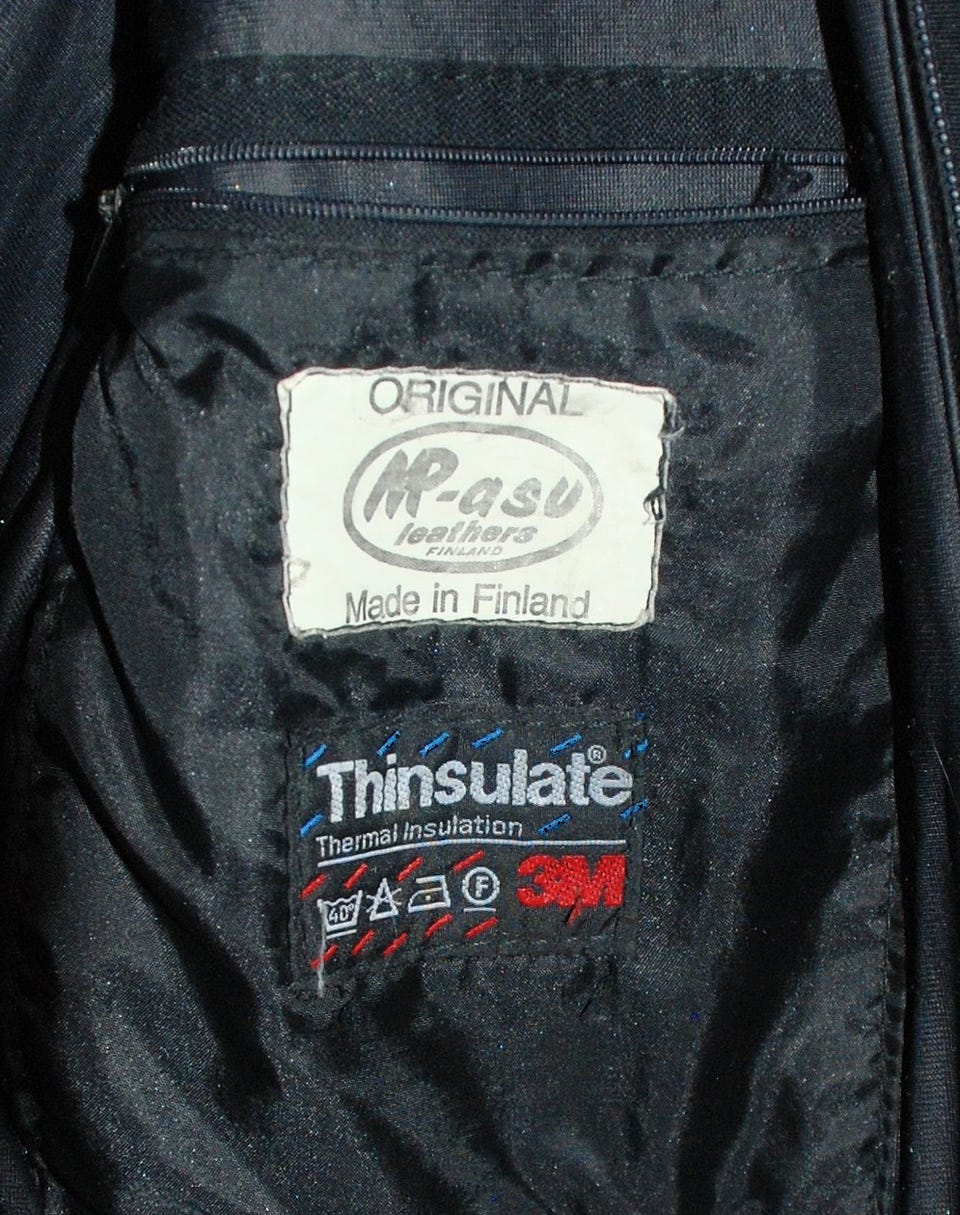 ORIGINAL
MP-asu
leathers
FINLAND
Made in Finland
Thinsulate®
Thermal Insulation
40° F 3M